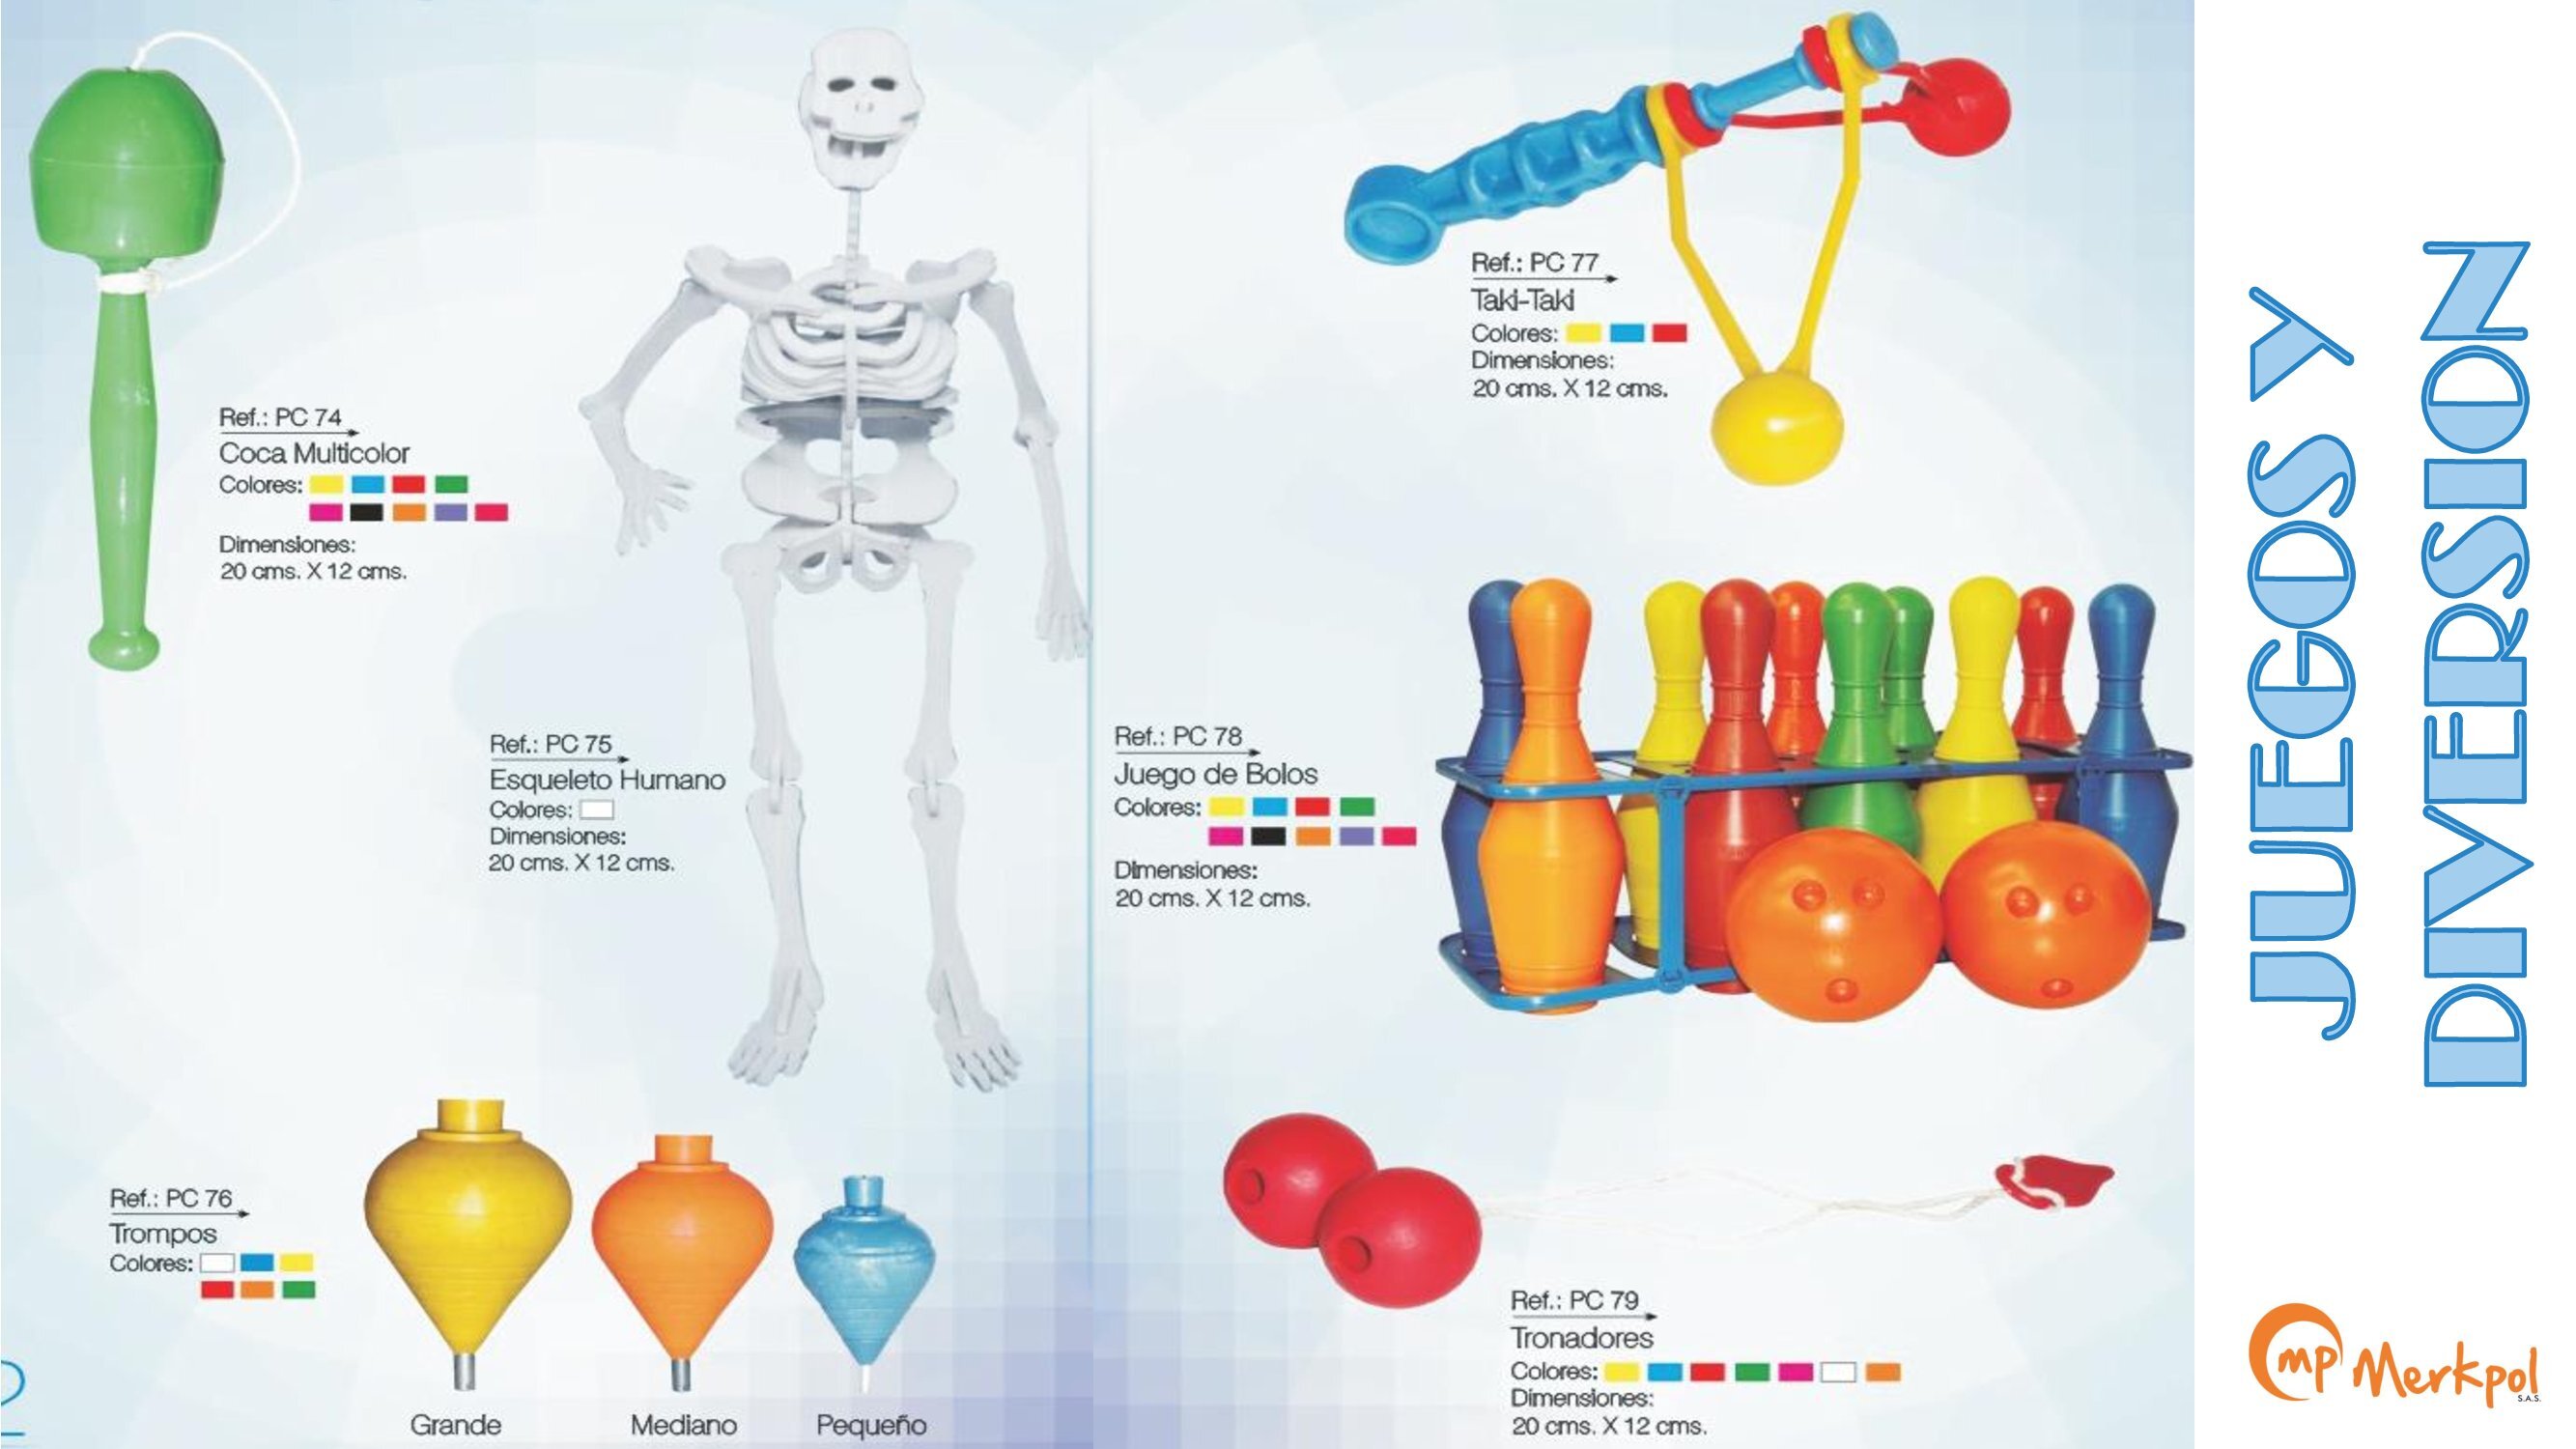 Ref.: PC 74
Coca Multicolor
Colores:
Dimensiones:
20 cms. X 12 cms.
Ref.: PC 75
Esqueleto Humano
Colores:
Dimensiones:
20 cms. X 12 cms.
Ref.: PC 76
Trompos
Colores:
Grande
Mediano
Pequeño
Ref.: PC 77
Taki-Taki
Colores:
Dimensiones:
20 cms. X 12 cms.
Ref.: PC 78
Juego de Bolos
Colores:
Dimensiones:
20 cms. X 12 cms.
Ref.: PC 79
Tronadores
Colores:
Dimensiones:
20 cms. X 12 cms.
JUEGOS Y
DIVERSION
mp Merkpol
S.A.S.